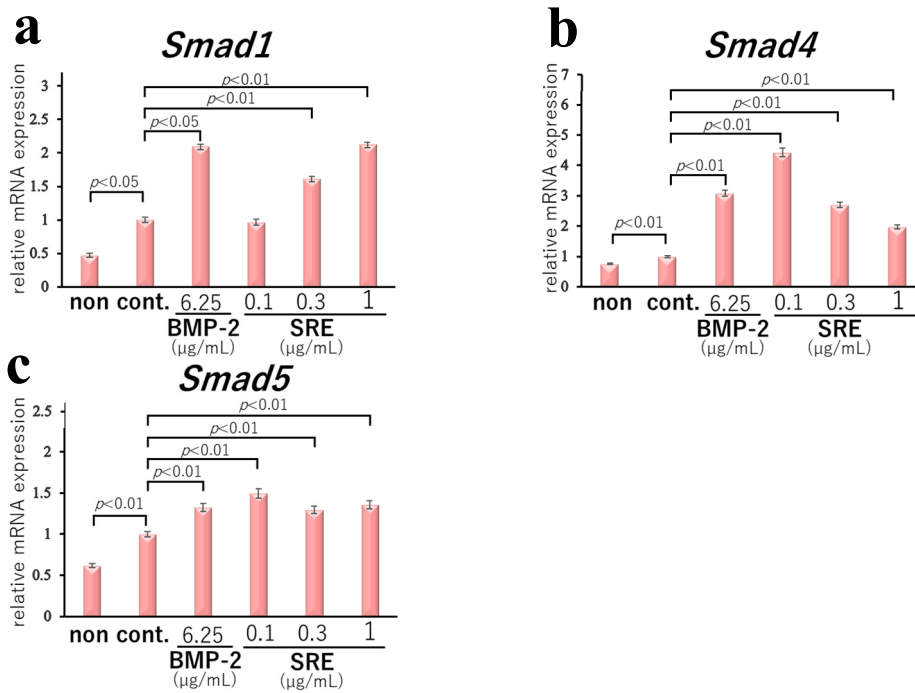 a
Smad1
relative mRNA expression
3
2.5
2
1.5
1
0.5
0
p<0.01
p<0.01
p<0.05
p<0.05
non cont. 6.25 0.1 0.3 1
BMP-2 SRE
(μg/mL) (μg/mL)
b
Smad4
relative mRNA expression
7
6
5
4
3
2
1
0
p<0.01
p<0.01
p<0.01
p<0.01
p<0.01
non cont. 6.25 0.1 0.3 1
BMP-2 SRE
(μg/mL) (μg/mL)
c
Smad5
relative mRNA expression
2.5
2
1.5
1
0.5
0
p<0.01
p<0.01
p<0.01
p<0.01
p<0.01
non cont. 6.25 0.1 0.3 1
BMP-2 SRE
(μg/mL) (μg/mL)